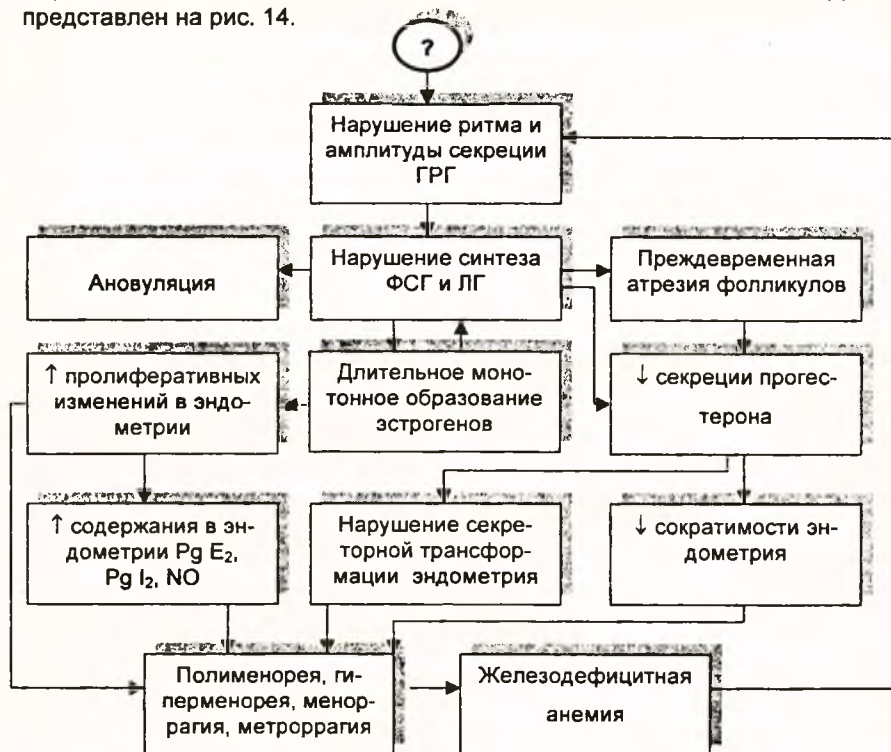 представлен на рис. 14.
?
Нарушение ритма и
амплитуды секреции
ГРГ
Ановуляция
Нарушение синтеза
ФСГ и ЛГ
Преждевременная
атрезия фолликулов
↑ пролиферативных
изменений в эндо-
метрии
Длительное моно-
тонное образование
эстрогенов
↓ секреции прогес-
терона
↑ содержания в эн-
дометрии Pg E₂,
Pg I₂, NO
Нарушение секре-
торной трансфор-
мации эндометрия
↓ сократимости эн-
дометрия
Полименорея, ги-
перменорея, менор-
рагия, метроррагия
Железодефицитная
анемия